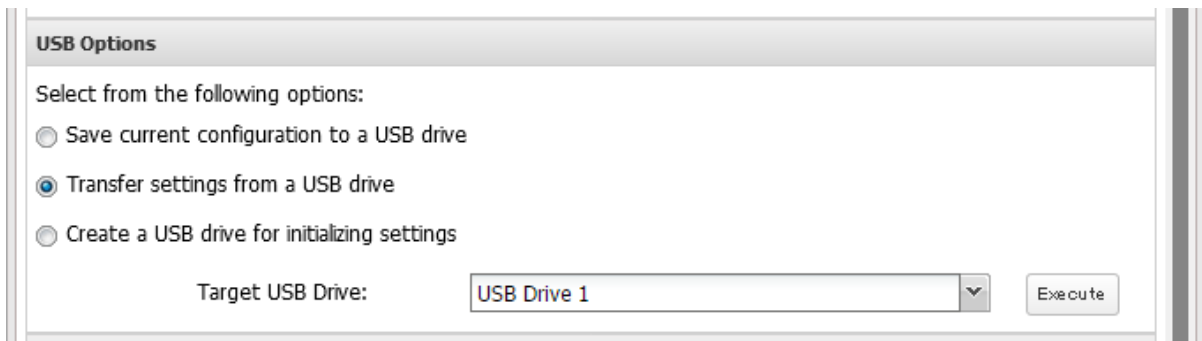 USB Options
Select from the following options:
Save current configuration to a USB drive
Transfer settings from a USB drive
Create a USB drive for initializing settings
Target USB Drive: USB Drive 1 Execute